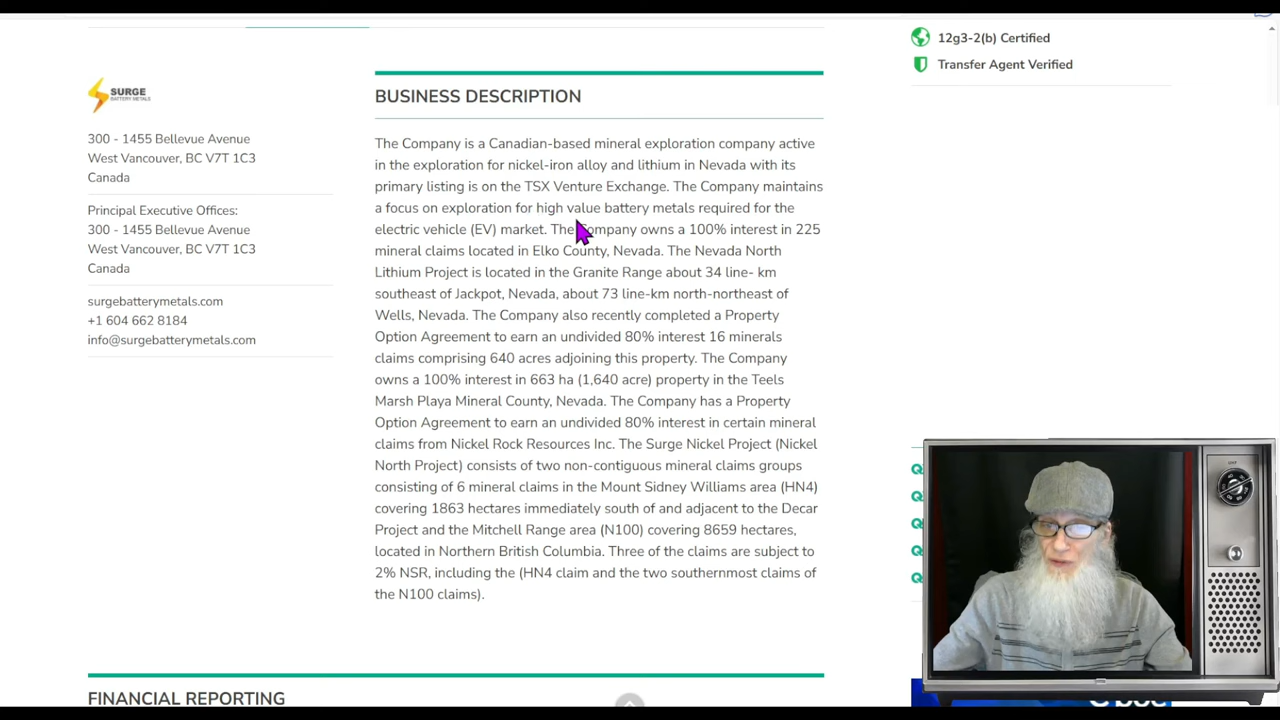 12g3-2(b) Certified
Transfer Agent Verified
SURGE
BATTERY METALS
300 - 1455 Bellevue Avenue
West Vancouver, BC V7T 1C3
Canada
Principal Executive Offices:
300 - 1455 Bellevue Avenue
West Vancouver, BC V7T 1C3
Canada
surgebatterymetals.com
+1 604 662 8184
info@surgebatterymetals.com
BUSINESS DESCRIPTION
The Company is a Canadian-based mineral exploration company active
in the exploration for nickel-iron alloy and lithium in Nevada with its
primary listing is on the TSX Venture Exchange. The Company maintains
a focus on exploration for high value battery metals required for the
electric vehicle (EV) market. The Company owns a 100% interest in 225
mineral claims located in Elko County, Nevada. The Nevada North
Lithium Project is located in the Granite Range about 34 line- km
southeast of Jackpot, Nevada, about 73 line-km north-northeast of
Wells, Nevada. The Company also recently completed a Property
Option Agreement to earn an undivided 80% interest 16 minerals
claims comprising 640 acres adjoining this property. The Company
owns a 100% interest in 663 ha (1,640 acre) property in the Teels
Marsh Playa Mineral County, Nevada. The Company has a Property
Option Agreement to earn an undivided 80% interest in certain mineral
claims from Nickel Rock Resources Inc. The Surge Nickel Project (Nickel
North Project) consists of two non-contiguous mineral claims groups
consisting of 6 mineral claims in the Mount Sidney Williams area (HN4)
covering 1863 hectares immediately south of and adjacent to the Decar
Project and the Mitchell Range area (N100) covering 8659 hectares,
located in Northern British Columbia. Three of the claims are subject to
2% NSR, including the (HN4 claim and the two southernmost claims of
the N100 claims).
FINANCIAL REPORTING